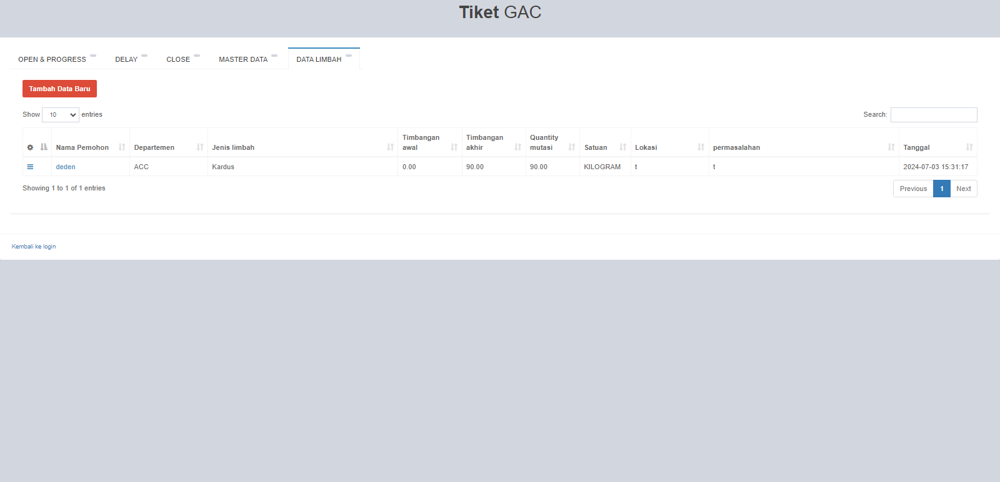 Tiket GAC
OPEN & PROGRESS DELAY CLOSE MASTER DATA DATA LIMBAH
Tambah Data Baru
Show 10 entries Search:
Nama Pemohon Departemen Jenis limbah Timbangan awal Timbangan akhir Quantity mutasi Satuan Lokasi permasalahan Tanggal
deden ACC Kardus 0.00 90.00 90.00 KILOGRAM t t 2024-07-03 15:31:17
Showing 1 to 1 of 1 entries Previous 1 Next
Kembali ke login